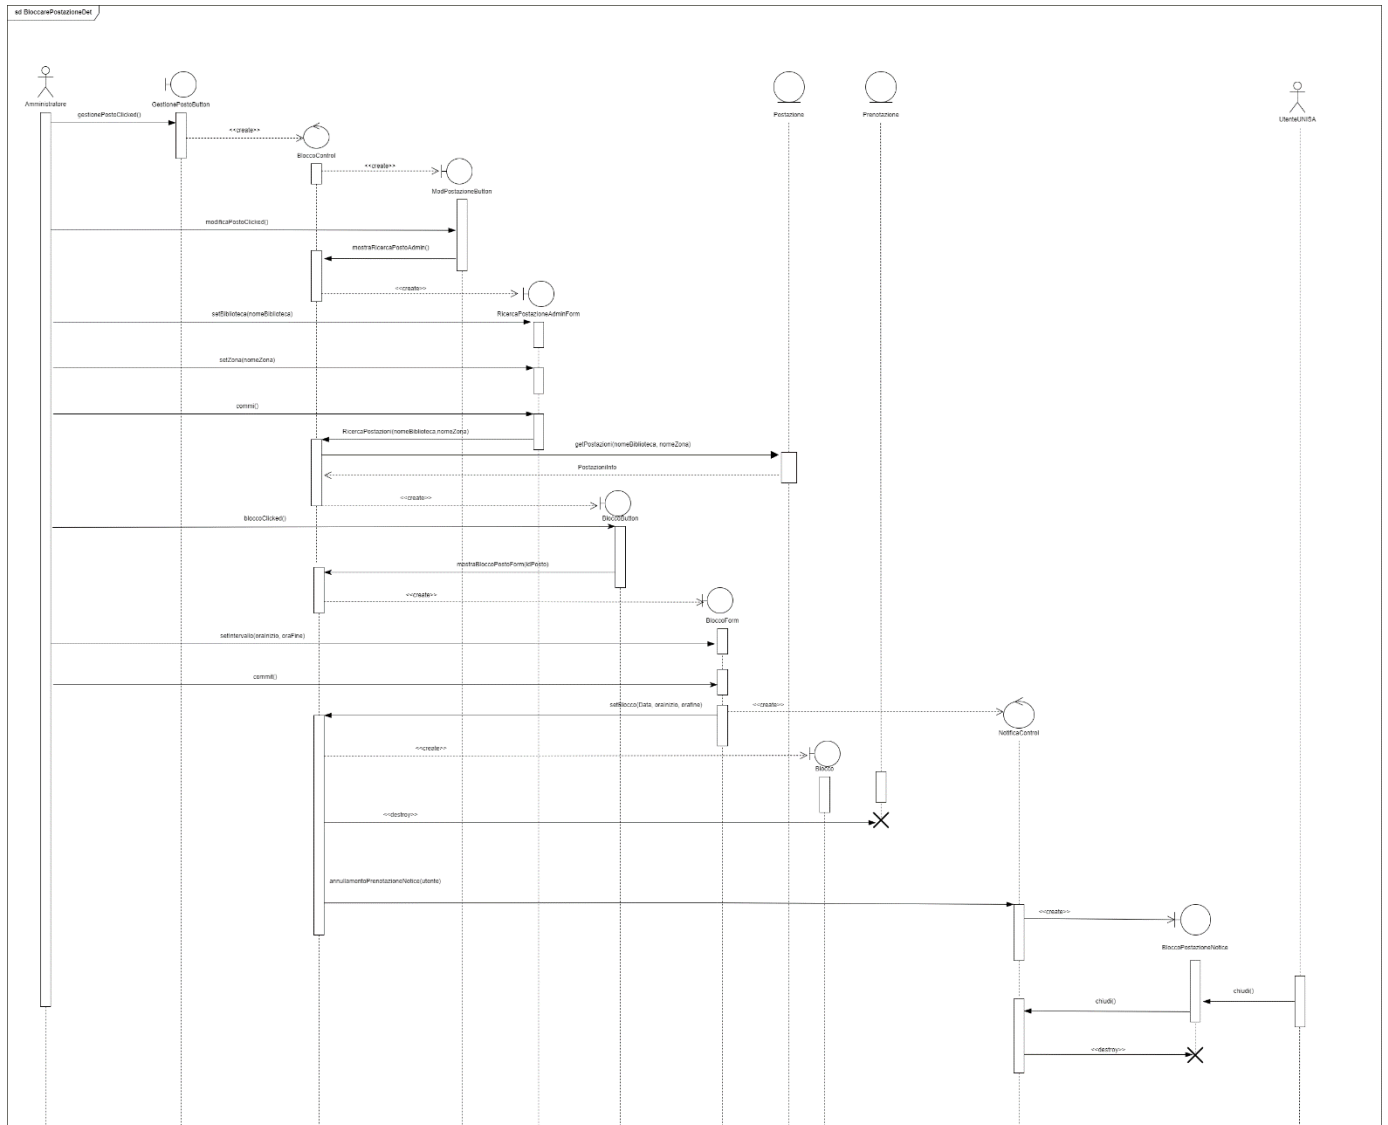 sd BloccarePostazioneDet
Amministratore
GestionePostoButton
Postazione
Prenotazione
UtenteUNISA
gestionePostoClicked()
<<create>>
BloccoControl
<<create>>
ModPostazioneButton
modificaPostoClicked()
mostraRicercaPostoAdmin()
<<create>>
RicercaPostazioneAdminForm
setBiblioteca(nomeBiblioteca)
setZona(nomeZona)
commi()
RicercaPostazioni(nomeBiblioteca,nomeZona)
getPostazioni(nomeBiblioteca, nomeZona)
PostazioniInfo
<<create>>
BloccoButton
bloccoClicked()
mostraBloccoPostoForm(idPosto)
<<create>>
BloccoForm
setIntervallo(orainizio, oraFine)
commit()
setBlocco(Data, orainizio, orafine)
<<create>>
NotificaControl
<<create>>
Blocco
<<destroy>>
annullamentoPrenotazioneNotice(utente)
<<create>>
BloccoPostazioneNotice
chiudi()
chiudi()
<<destroy>>